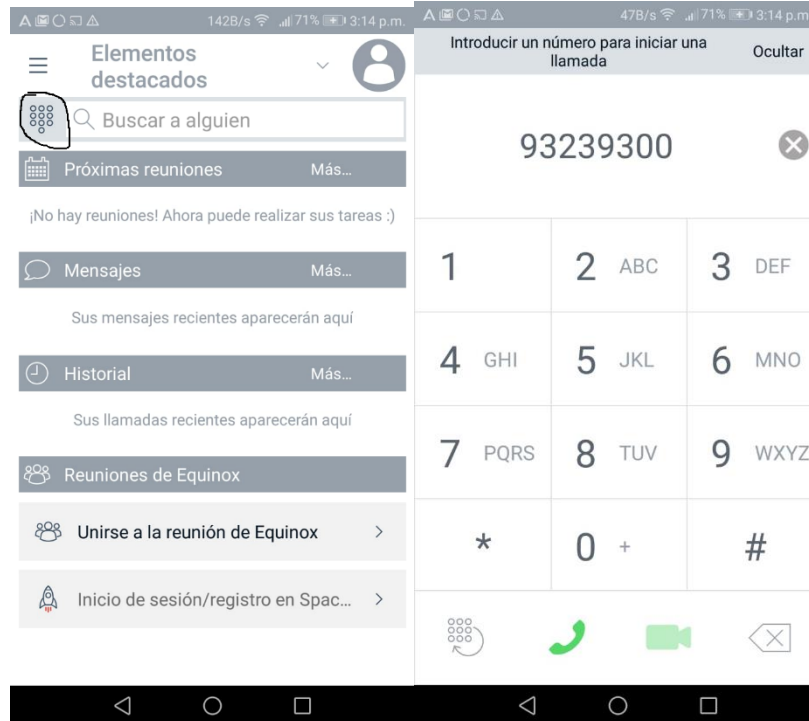 142B/s 71% 3:14 p.m.
Elementos
destacados
Buscar a alguien
Próximas reuniones Más...
¡No hay reuniones! Ahora puede realizar sus tareas :)
Mensajes Más...
Sus mensajes recientes aparecerán aquí
Historial Más...
Sus llamadas recientes aparecerán aquí
Reuniones de Equinox
Unirse a la reunión de Equinox
Inicio de sesión/registro en Spac...
47B/s 71% 3:14 p.m
Introducir un número para iniciar una
llamada
Ocultar
93239300
1 2 ABC 3 DEF
4 GHI 5 JKL 6 MNO
7 PQRS 8 TUV 9 WXYZ
* 0 + #